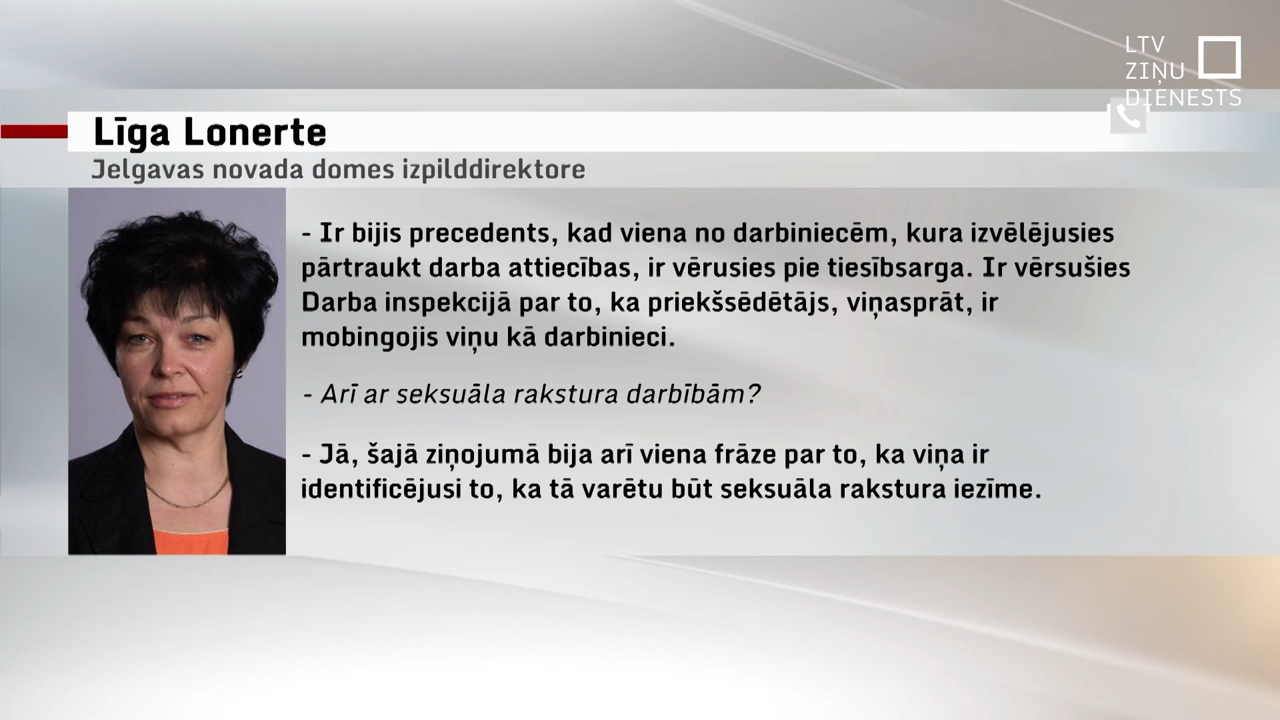 LTV
ZIŅU
DIENESTS
Līga Lonerte
Jelgavas novada domes izpilddirektore
- Ir bijis precedents, kad viena no darbiniecēm, kura izvēlējusies
pārtraukt darba attiecības, ir vērusies pie tiesībsarga. Ir vērsušies
Darba inspekcijā par to, ka priekšsēdētājs, viņasprāt, ir
mobingojis viņu kā darbinieci.
- Arī ar seksuāla rakstura darbībām?
- Jā, šajā ziņojumā bija arī viena frāze par to, ka viņa ir
identificējusi to, ka tā varētu būt seksuāla rakstura iezīme.